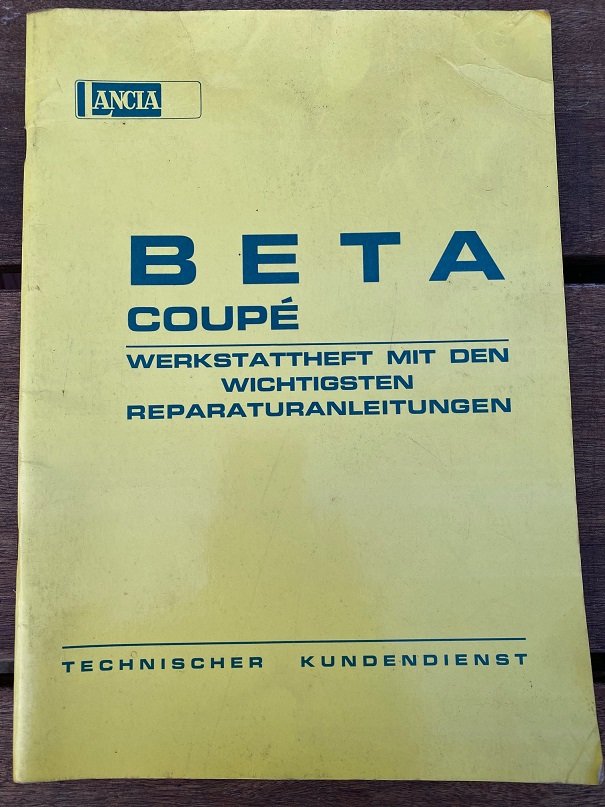 LANCIA
BETA
COUPÉ
WERKSTATTHEFT MIT DEN
WICHTIGSTEN
REPARATURANLEITUNGEN
TECHNISCHER KUNDENDIENST